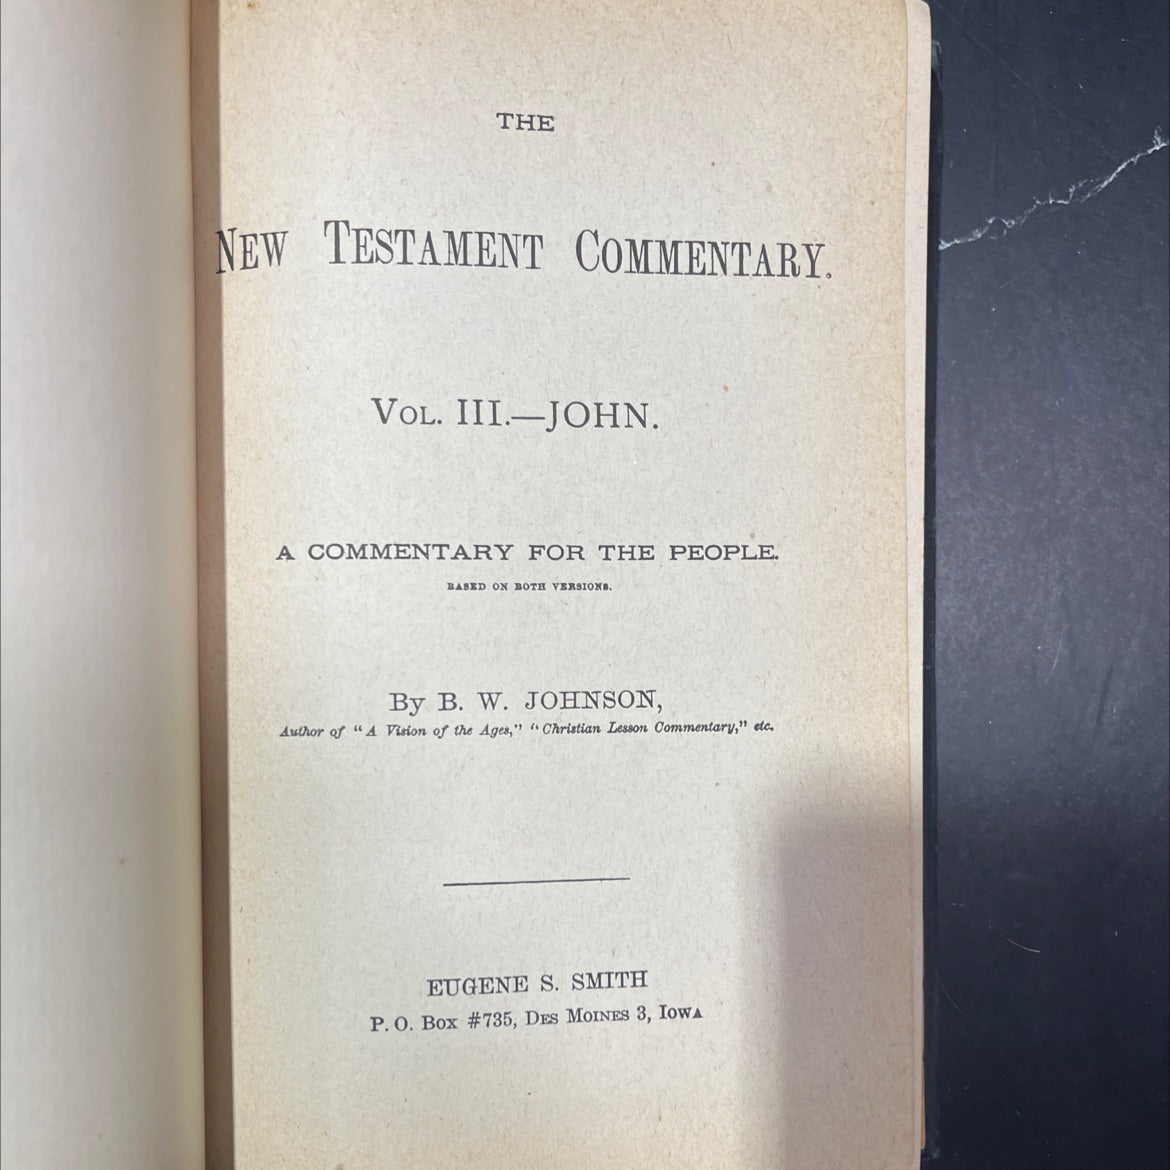 THE
NEW TESTAMENT COMMENTARY.
VOL. III.—JOHN.
A COMMENTARY FOR THE PEOPLE.
BASED ON BOTH VERSIONS.
By B. W. JOHNSON,
Author of “A Vision of the Ages,” “Christian Lesson Commentary,” etc.
EUGENE S. SMITH
P. O. Box #735, DES MOINES 3, IOWA